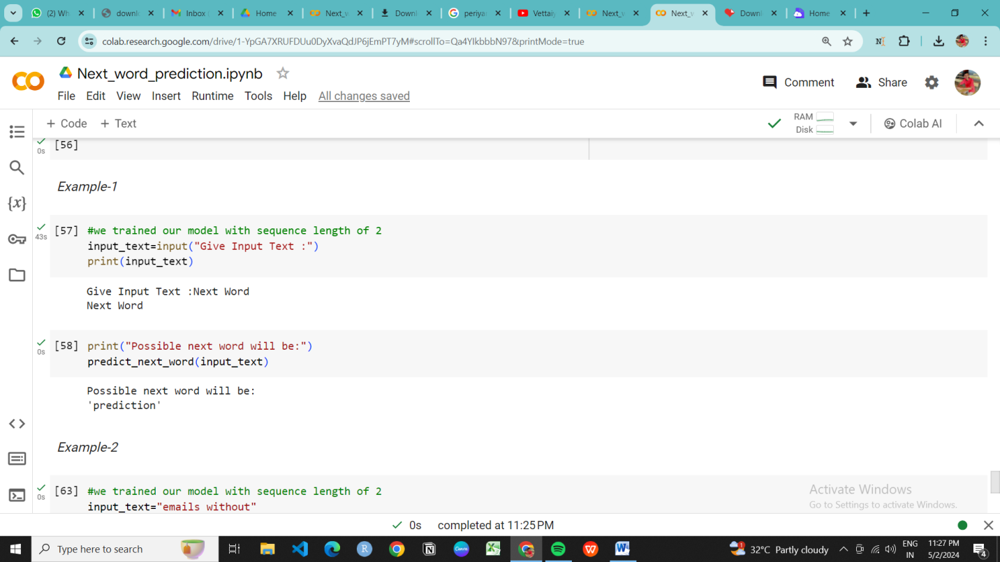 (2) Wh
downl
Inbox (
Home
Next_w
Downl
periyar
Vettaiy
Next_w
Next_w
Downl
Home
colab.research.google.com/drive/1-YpGA7XRUFDUu0DyXvaQdJP6jEmPT7yM#scrollTo=Qa4YIkbbbN97&printMode=true
Next_word_prediction.ipynb
File Edit View Insert Runtime Tools Help All changes saved
Comment Share
+ Code + Text
RAM
Disk
Colab AI
0s [56]
Example-1
[57] #we trained our model with sequence length of 2
43s
input_text=input("Give Input Text :")
print(input_text)
Give Input Text :Next Word
Next Word
[58] print("Possible next word will be:")
0s
predict_next_word(input_text)
Possible next word will be:
'prediction'
Example-2
[63] #we trained our model with sequence length of 2
0s
input_text="emails without"
Activate Windows
Go to Settings to activate Windows.
0s completed at 11:25 PM
Type here to search
32°C Partly cloudy
ENG
IN
11:27 PM
5/2/2024
4